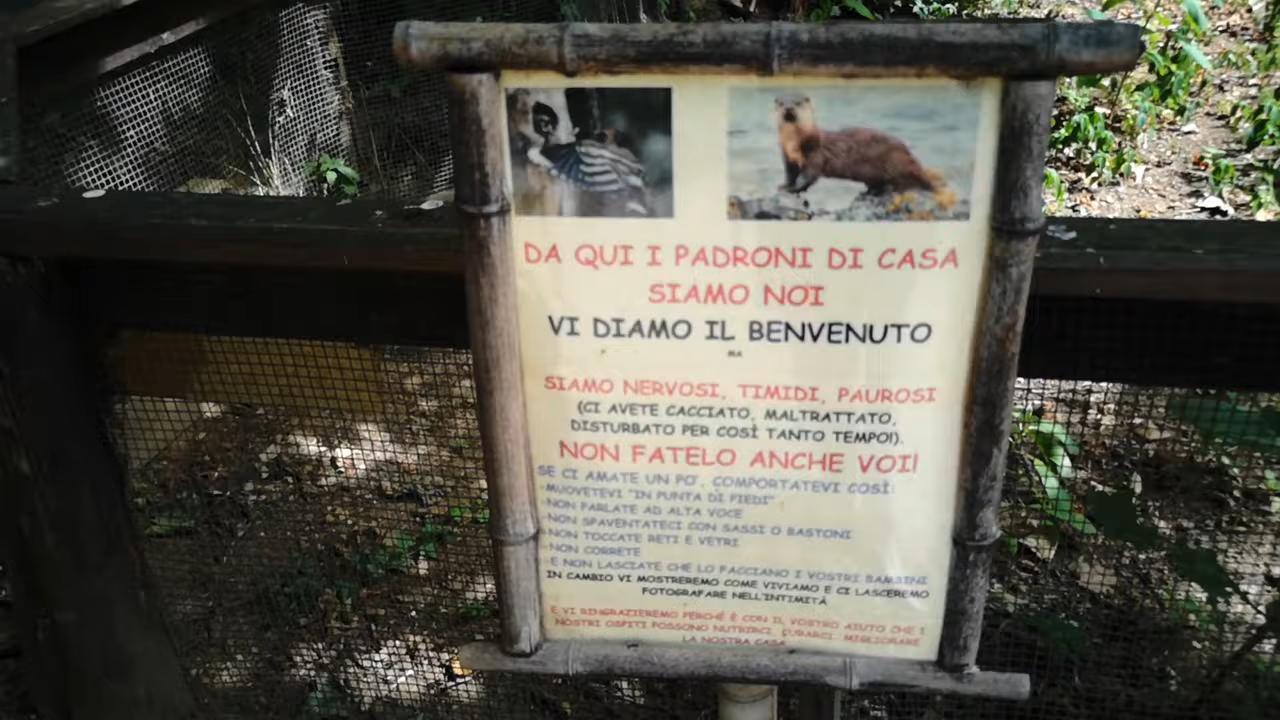 DA QUI I PADRONI DI CASA
SIAMO NOI
VI DIAMO IL BENVENUTO
MA
SIAMO NERVOSI, TIMIDI, PAUROSI
(CI AVETE CACCIATO, MALTRATTATO,
DISTURBATO PER COSÌ TANTO TEMPO!).
NON FATELO ANCHE VOI!
SE CI AMATE UN PO', COMPORTATEVI COSÌ:
-MUOVETEVI "IN PUNTA DI PIEDI"
-NON PARLATE AD ALTA VOCE
-NON SPAVENTATECI CON SASSI O BASTONI
-NON TOCCATE RETI E VETRI
-NON CORRETE
-E NON LASCIATE CHE LO FACCIANO I VOSTRI BAMBINI
IN CAMBIO VI MOSTREREMO COME VIVIAMO E CI LASCEREMO
FOTOGRAFARE NELL'INTIMITÀ
E VI RINGRAZIEREMO PERCHÉ È CON IL VOSTRO AIUTO CHE I
NOSTRI OSPITI POSSONO NUTRIRCI, CURARCI, MIGLIORARE
LA NOSTRA CASA